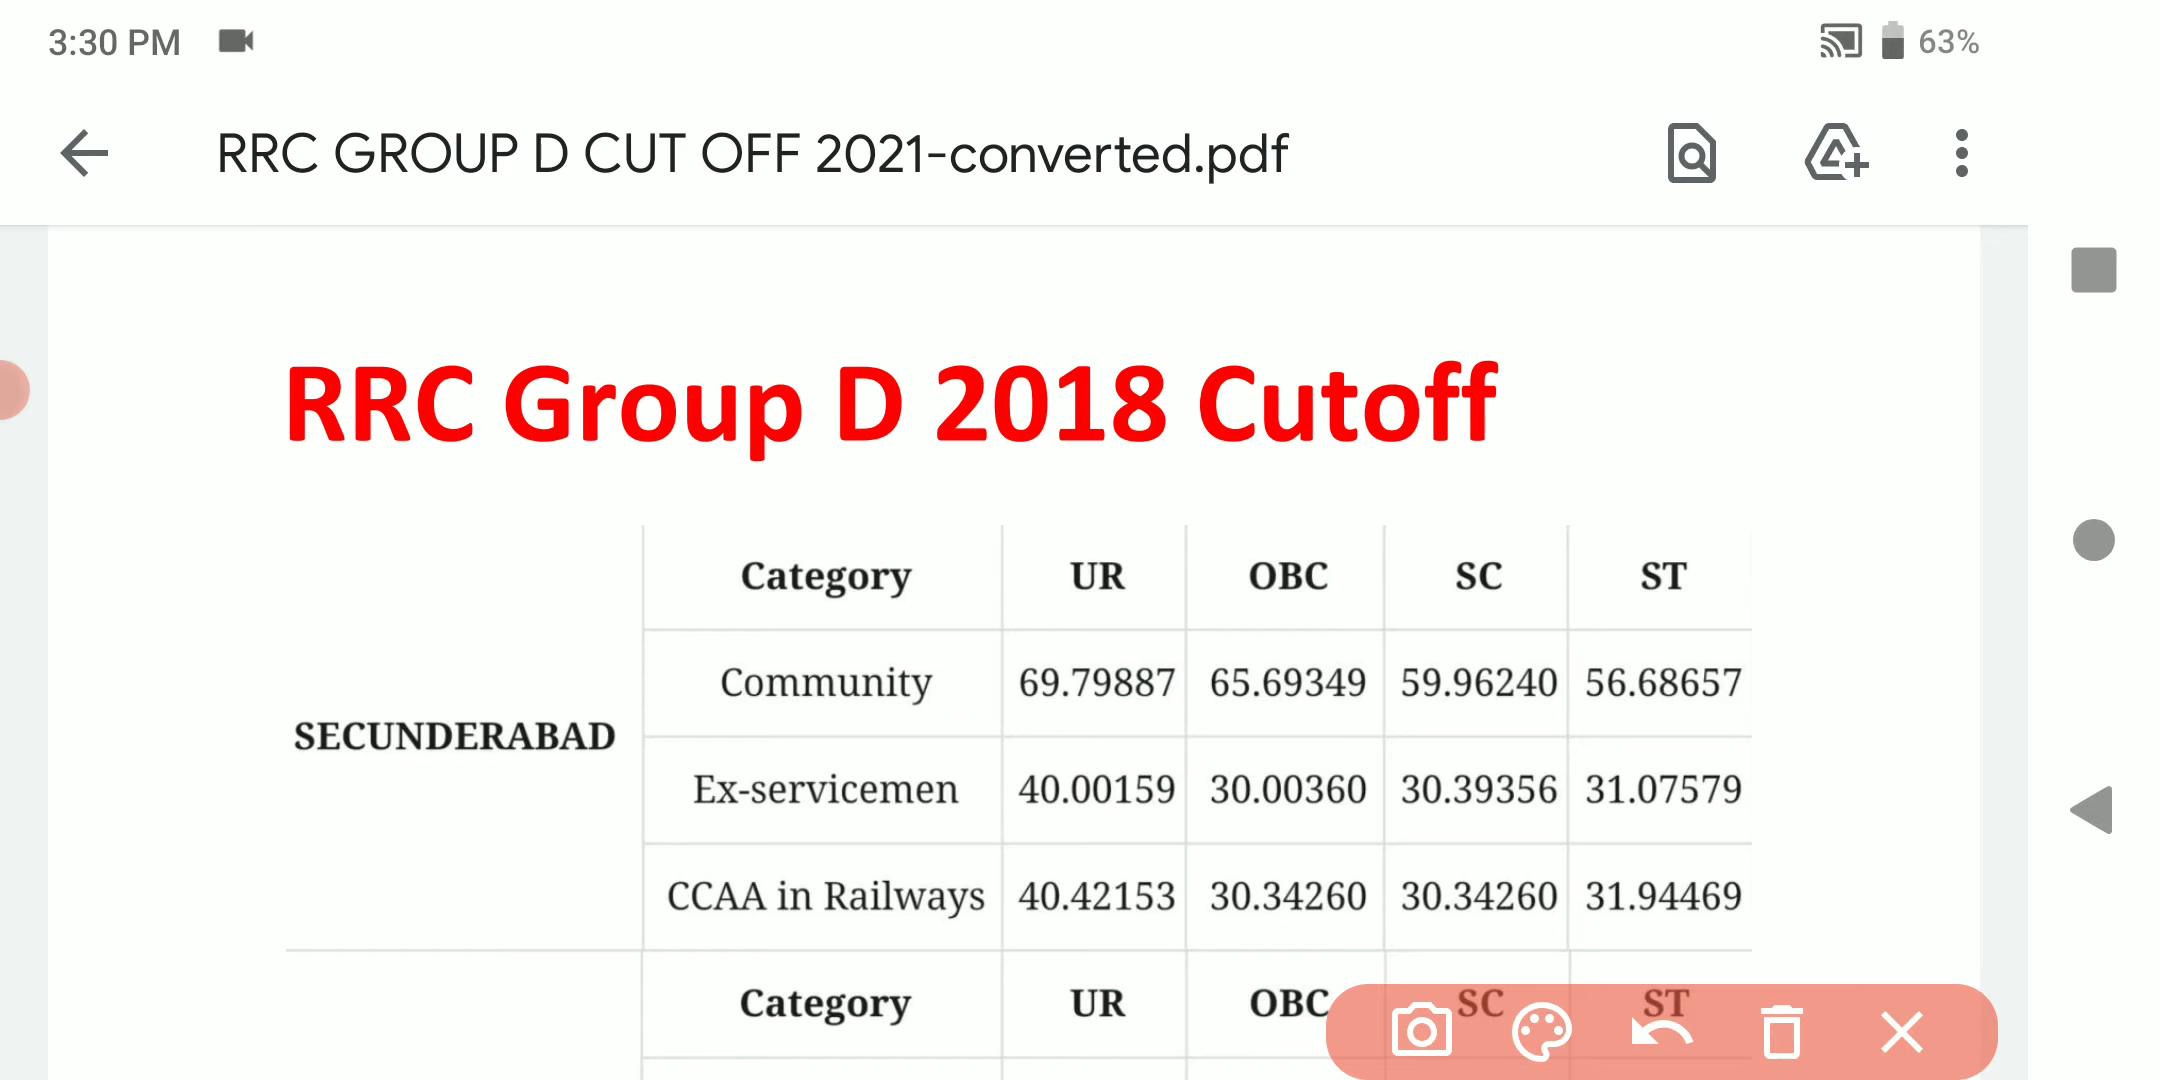 3:30 PM 63%
RRC GROUP D CUT OFF 2021-converted.pdf
RRC Group D 2018 Cutoff
Category UR OBC SC ST
Community 69.79887 65.69349 59.96240 56.68657
SECUNDERABAD
Ex-servicemen 40.00159 30.00360 30.39356 31.07579
CCAA in Railways 40.42153 30.34260 30.34260 31.94469
Category UR OBC SC ST